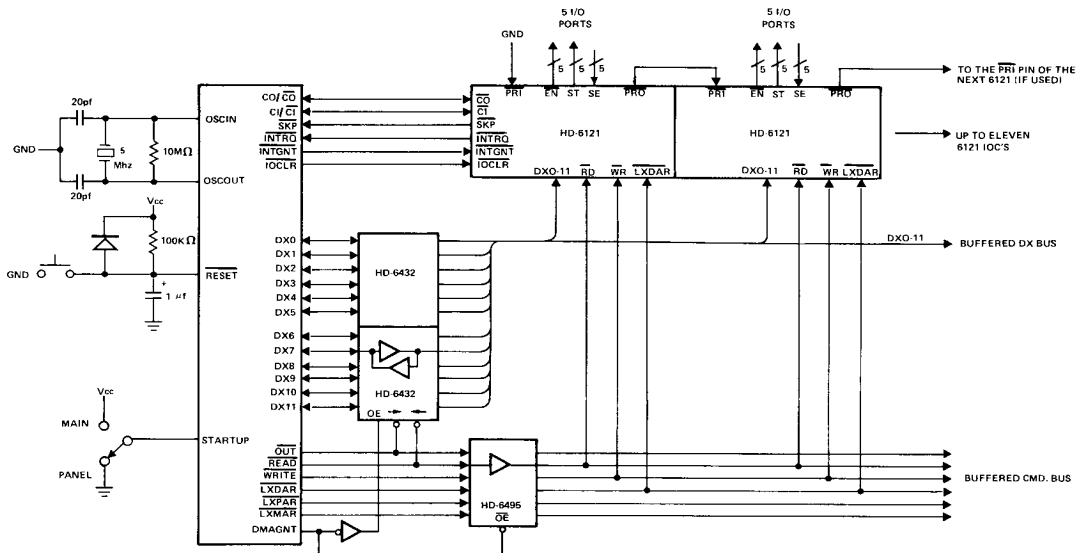 5 I/O
PORTS
5 I/O
PORTS
GND
5
5
5
5
5
5
TO THE PRI PIN OF THE
NEXT 6121 (IF USED)
PRI EN ST SE PRO
PRI EN ST SE PRO
20pf
CO/CO
CO
OSCIN
CI/CI
CI
SKP
SKP
HD-6121
HD-6121
UP TO ELEVEN
6121 IOC'S
GND
5
Mhz
10MΩ
INTRQ
INTRQ
INTGNT
INTGNT
IOCLR
IOCLR
OSCOUT
DXO-11 RD WR LXDAR
DXO-11 RD WR LXDAR
20pf
Vcc
100KΩ
DX0
DX1
DX2
DX3
DX4
DX5
HD-6432
DXO-11
BUFFERED DX BUS
GND
RESET
+
1 μf
DX6
DX7
DX8
DX9
DX10
DX11
HD-6432
OE
Vcc
MAIN
STARTUP
PANEL
OUT
READ
WRITE
LXDAR
LXPAR
LXMAR
DMAGNT
HD-6495
OE
BUFFERED CMD. BUS